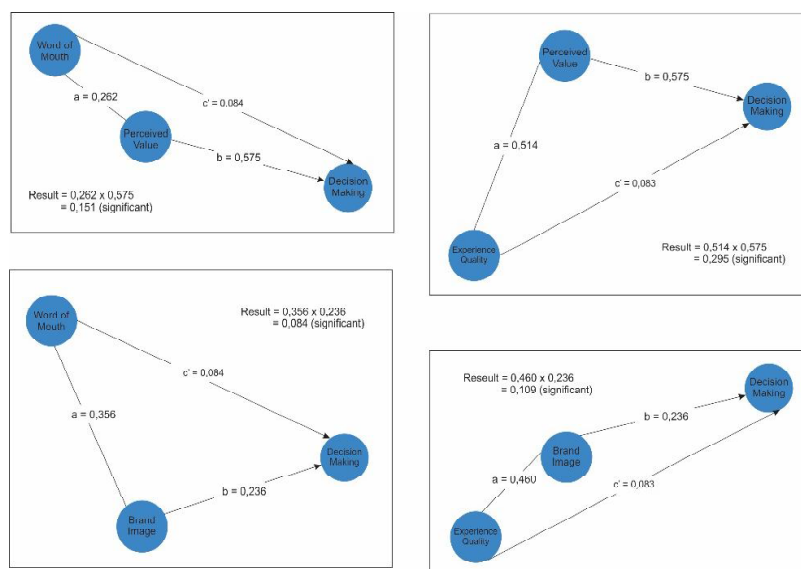 Word of
Mouth
a = 0,262
c' = 0.084
Perceived
Value
b = 0,575
Decision
Making
Result = 0,262 x 0,575
= 0,151 (significant)
Perceived
Value
b = 0,575
Decision
Making
a = 0.514
c' = 0,083
Experience
Quality
Result = 0,514 x 0,575
= 0,295 (significant)
Word of
Mouth
Result = 0,356 x 0,236
= 0,084 (significant)
c' = 0,084
a = 0,356
Decision
Making
b = 0,236
Brand
Image
Reseult = 0,460 x 0,236
= 0,109 (significant)
Decision
Making
b = 0,236
Brand
Image
a = 0,460
c' = 0,083
Experience
Quality